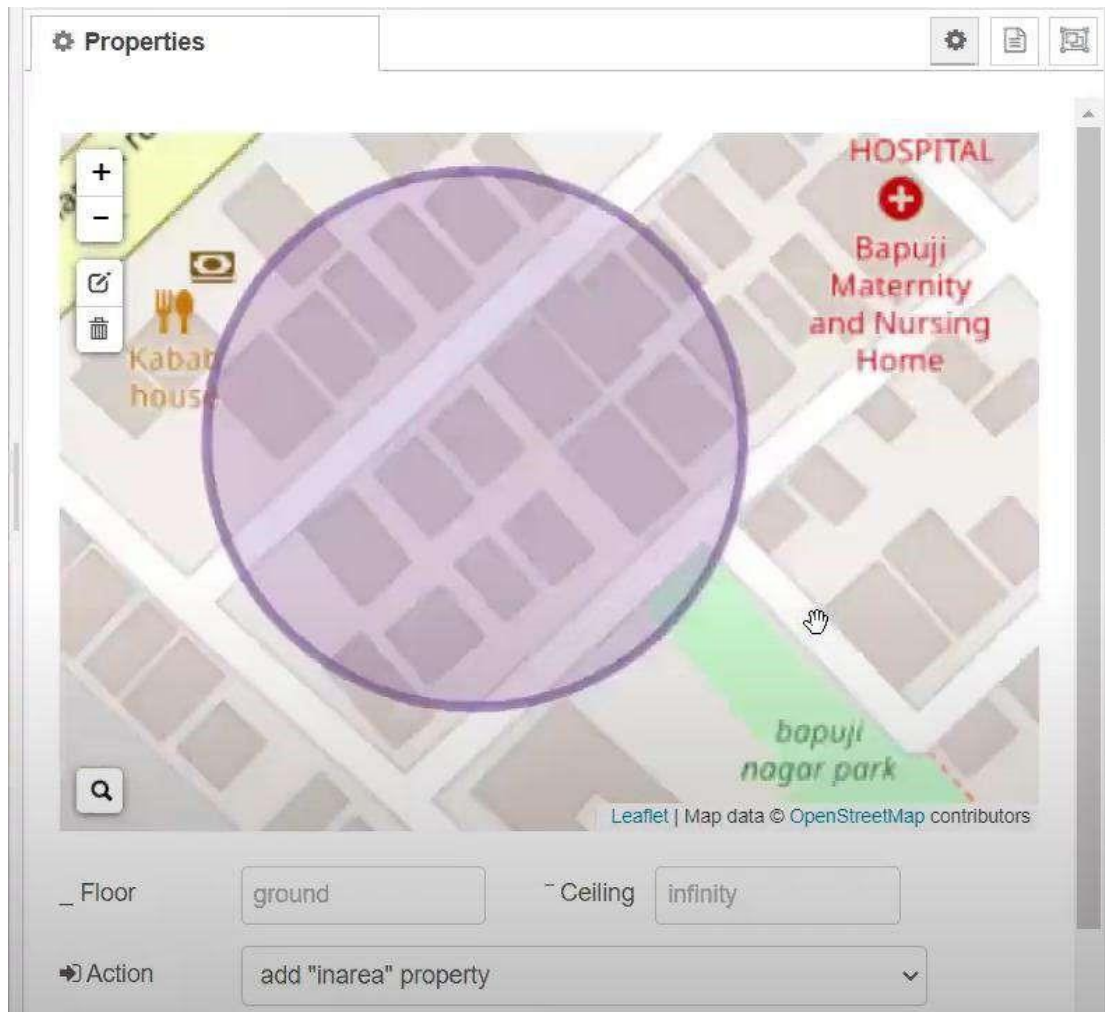 Properties
+
−
HOSPITAL
Bapuji
Maternity
and Nursing
Home
Kabab
house
bapuji
nagar park
Leaflet | Map data © OpenStreetMap contributors
_ Floor ground ¯ Ceiling infinity
Action add "inarea" property